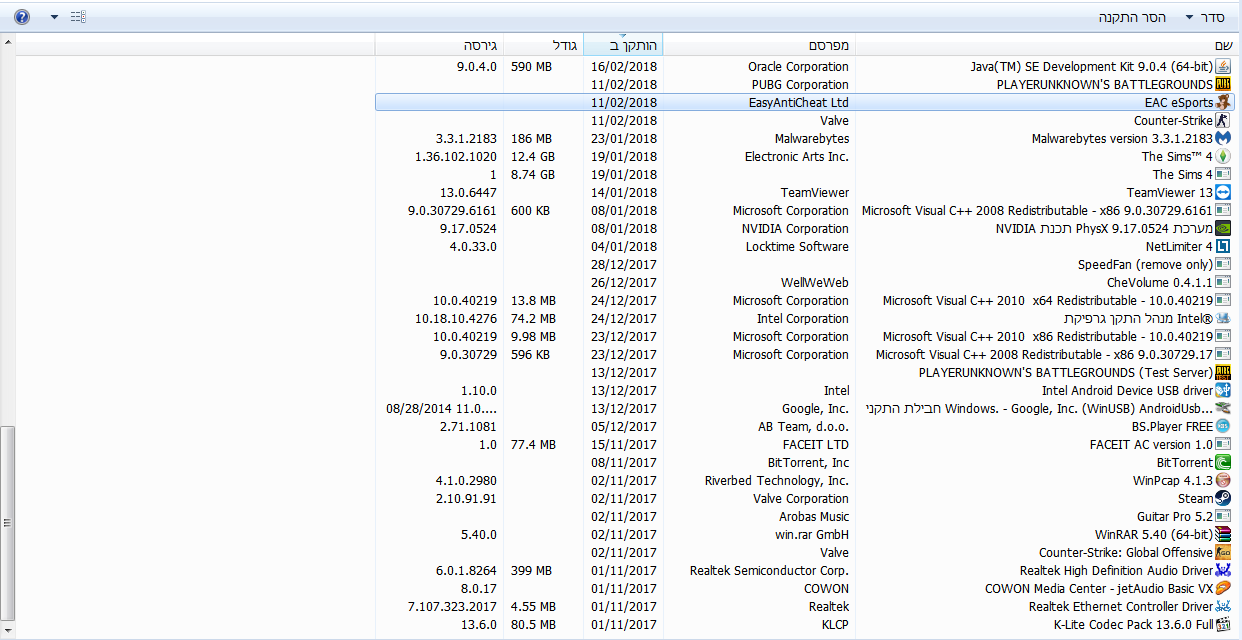 סדר הסר התקנה
שם מפרסם הותקן ב גודל גירסה
Java(TM) SE Development Kit 9.0.4 (64-bit) Oracle Corporation 16/02/2018 590 MB 9.0.4.0
PLAYERUNKNOWN'S BATTLEGROUNDS PUBG Corporation 11/02/2018
EAC eSports EasyAntiCheat Ltd 11/02/2018
Counter-Strike Valve 11/02/2018
Malwarebytes version 3.3.1.2183 Malwarebytes 23/01/2018 186 MB 3.3.1.2183
The Sims™ 4 Electronic Arts Inc. 19/01/2018 12.4 GB 1.36.102.1020
The Sims 4 19/01/2018 8.74 GB 1
TeamViewer 13 TeamViewer 14/01/2018 13.0.6447
Microsoft Visual C++ 2008 Redistributable - x86 9.0.30729.6161 Microsoft Corporation 08/01/2018 600 KB 9.0.30729.6161
מערכת PhysX 9.17.0524 תכנת NVIDIA NVIDIA Corporation 08/01/2018 9.17.0524
NetLimiter 4 Locktime Software 04/01/2018 4.0.33.0
SpeedFan (remove only) 28/12/2017
CheVolume 0.4.1.1 WellWeWeb 26/12/2017
Microsoft Visual C++ 2010 x64 Redistributable - 10.0.40219 Microsoft Corporation 24/12/2017 13.8 MB 10.0.40219
Intel® מנהל התקן גרפיקת Intel Corporation 24/12/2017 74.2 MB 10.18.10.4276
Microsoft Visual C++ 2010 x86 Redistributable - 10.0.40219 Microsoft Corporation 23/12/2017 9.98 MB 10.0.40219
Microsoft Visual C++ 2008 Redistributable - x86 9.0.30729.17 Microsoft Corporation 23/12/2017 596 KB 9.0.30729
PLAYERUNKNOWN'S BATTLEGROUNDS (Test Server) 13/12/2017
Intel Android Device USB driver Intel 13/12/2017 1.10.0
חבילת התקני Windows. - Google, Inc. (WinUSB) AndroidUsb... Google, Inc. 13/12/2017 08/28/2014 11.0....
BS.Player FREE AB Team, d.o.o. 05/12/2017 2.71.1081
FACEIT AC version 1.0 FACEIT LTD 15/11/2017 77.4 MB 1.0
BitTorrent BitTorrent, Inc 08/11/2017
WinPcap 4.1.3 Riverbed Technology, Inc. 02/11/2017 4.1.0.2980
Steam Valve Corporation 02/11/2017 2.10.91.91
Guitar Pro 5.2 Arobas Music 02/11/2017
WinRAR 5.40 (64-bit) win.rar GmbH 02/11/2017 5.40.0
Counter-Strike: Global Offensive Valve 02/11/2017
Realtek High Definition Audio Driver Realtek Semiconductor Corp. 01/11/2017 399 MB 6.0.1.8264
COWON Media Center - jetAudio Basic VX COWON 01/11/2017 8.0.17
Realtek Ethernet Controller Driver Realtek 01/11/2017 4.55 MB 7.107.323.2017
K-Lite Codec Pack 13.6.0 Full KLCP 01/11/2017 80.5 MB 13.6.0